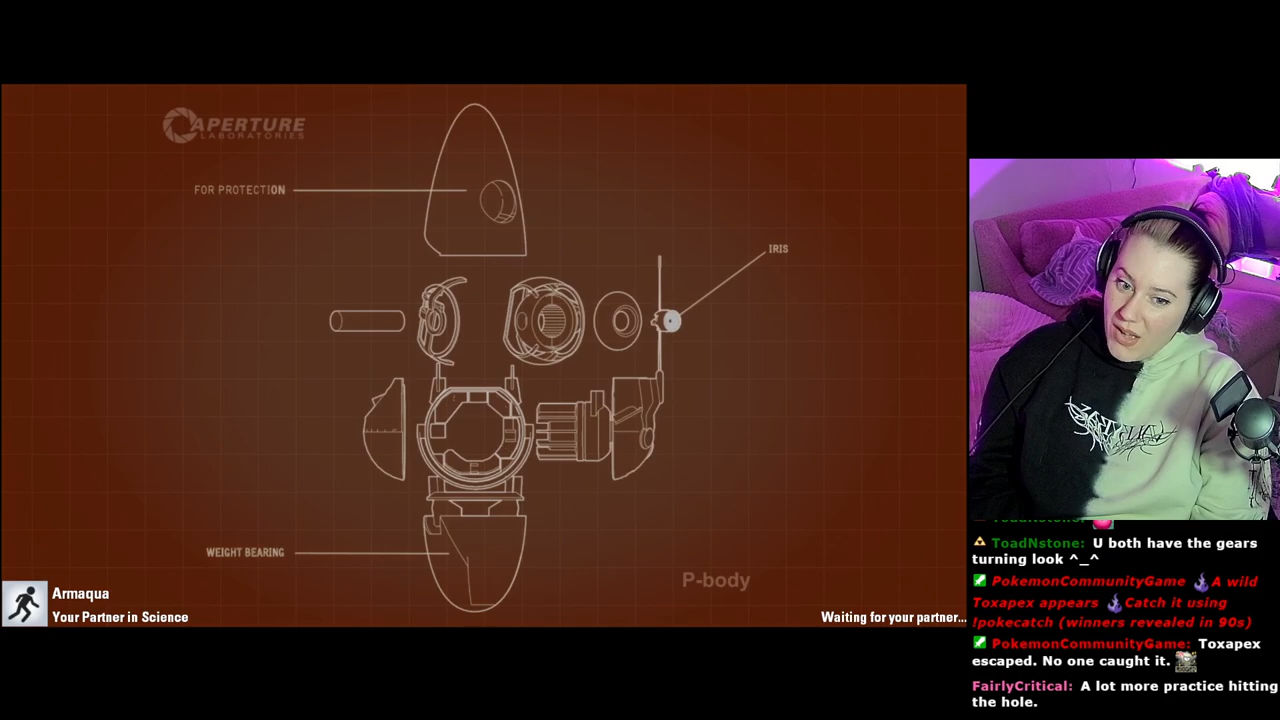 APERTURE
LABORATORIES
FOR PROTECTION
IRIS
WEIGHT BEARING
P-body
Armaqua
Your Partner in Science
Waiting for your partner...
ToadNstone: U both have the gears
turning look ^_^
PokemonCommunityGame A wild
Toxapex appears Catch it using
!pokecatch (winners revealed in 90s)
PokemonCommunityGame: Toxapex
escaped. No one caught it.
FairlyCritical: A lot more practice hitting
the hole.